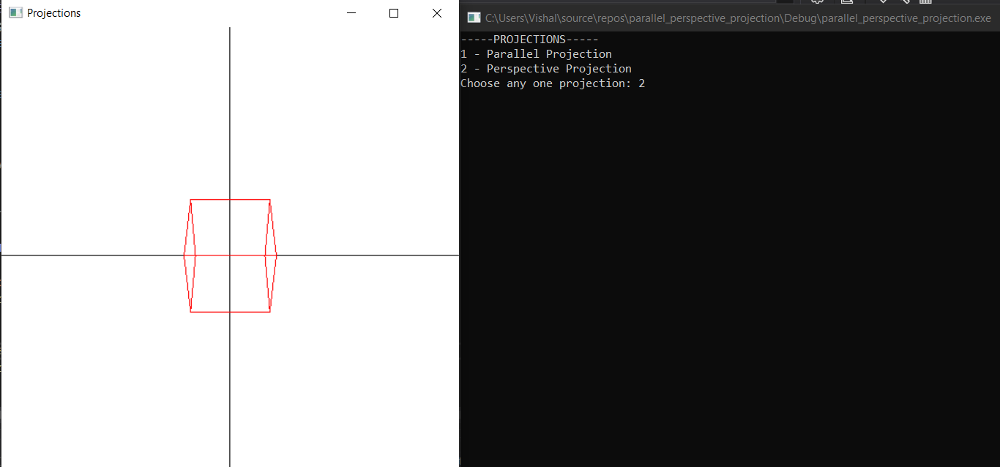 Projections
C:\Users\Vishal\source\repos\parallel_perspective_projection\Debug\parallel_perspective_projection.exe
-----PROJECTIONS-----
1 - Parallel Projection
2 - Perspective Projection
Choose any one projection: 2